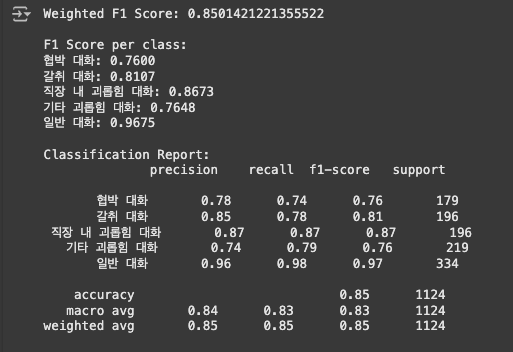 Weighted F1 Score: 0.8501421221355522
F1 Score per class:
협박 대화: 0.7600
갈취 대화: 0.8107
직장 내 괴롭힘 대화: 0.8673
기타 괴롭힘 대화: 0.7648
일반 대화: 0.9675
Classification Report:
precision recall f1-score support
협박 대화 0.78 0.74 0.76 179
갈취 대화 0.85 0.78 0.81 196
직장 내 괴롭힘 대화 0.87 0.87 0.87 196
기타 괴롭힘 대화 0.74 0.79 0.76 219
일반 대화 0.96 0.98 0.97 334
accuracy 0.85 1124
macro avg 0.84 0.83 0.83 1124
weighted avg 0.85 0.85 0.85 1124